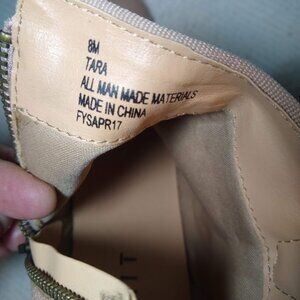 8M
TARA
ALL MAN MADE MATERIALS
MADE IN CHINA
FYSAPR17